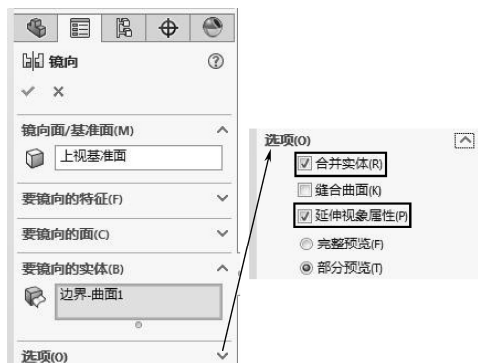 镜向
镜向面/基准面(M)
上视基准面
要镜向的特征(F)
要镜向的面(C)
要镜向的实体(B)
边界-曲面1
选项(O)
选项(O)
合并实体(R)
缝合曲面(K)
延伸视象属性(P)
完整预览(F)
部分预览(T)